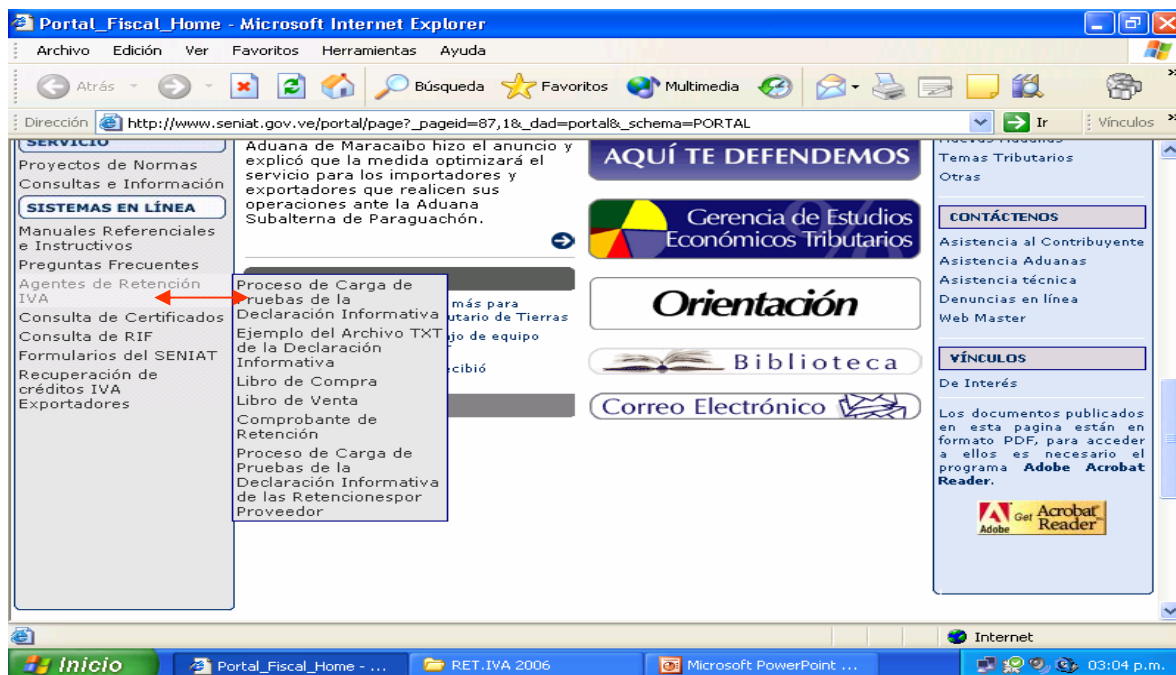 Portal_Fiscal_Home - Microsoft Internet Explorer
Archivo Edición Ver Favoritos Herramientas Ayuda
Atrás Búsqueda Favoritos Multimedia
Dirección http://www.seniat.gov.ve/portal/page?_pageid=87,1&_dad=portal&_schema=PORTAL Ir Vínculos
SERVICIO
Proyectos de Normas
Consultas e Información
SISTEMAS EN LÍNEA
Manuales Referenciales
e Instructivos
Preguntas Frecuentes
Agentes de Retención
IVA
Consulta de Certificados
Consulta de RIF
Formularios del SENIAT
Recuperación de
créditos IVA
Exportadores
Proceso de Carga de
Pruebas de la
Declaración Informativa
Ejemplo del Archivo TXT
de la Declaración
Informativa
Libro de Compra
Libro de Venta
Comprobante de
Retención
Proceso de Carga de
Pruebas de la
Declaración Informativa
de las Retencionespor
Proveedor
Aduana de Maracaibo hizo el anuncio y
explicó que la medida optimizará el
servicio para los importadores y
exportadores que realicen sus
operaciones ante la Aduana
Subalterna de Paraguachón.
más para
utario de Tierras
jo de equipo
ecibió
AQUÍ TE DEFENDEMOS
Gerencia de Estudios
Económicos Tributarios
Orientación
Biblioteca
Correo Electrónico
Temas Tributarios
Otras
CONTÁCTENOS
Asistencia al Contribuyente
Asistencia Aduanas
Asistencia técnica
Denuncias en línea
Web Master
VÍNCULOS
De Interés
Los documentos publicados
en esta pagina están en
formato PDF, para acceder
a ellos es necesario el
programa Adobe Acrobat
Reader.
Adobe Get Acrobat Reader
Internet
Inicio Portal_Fiscal_Home - ... RET.IVA 2006 Microsoft PowerPoint ... 03:04 p.m.